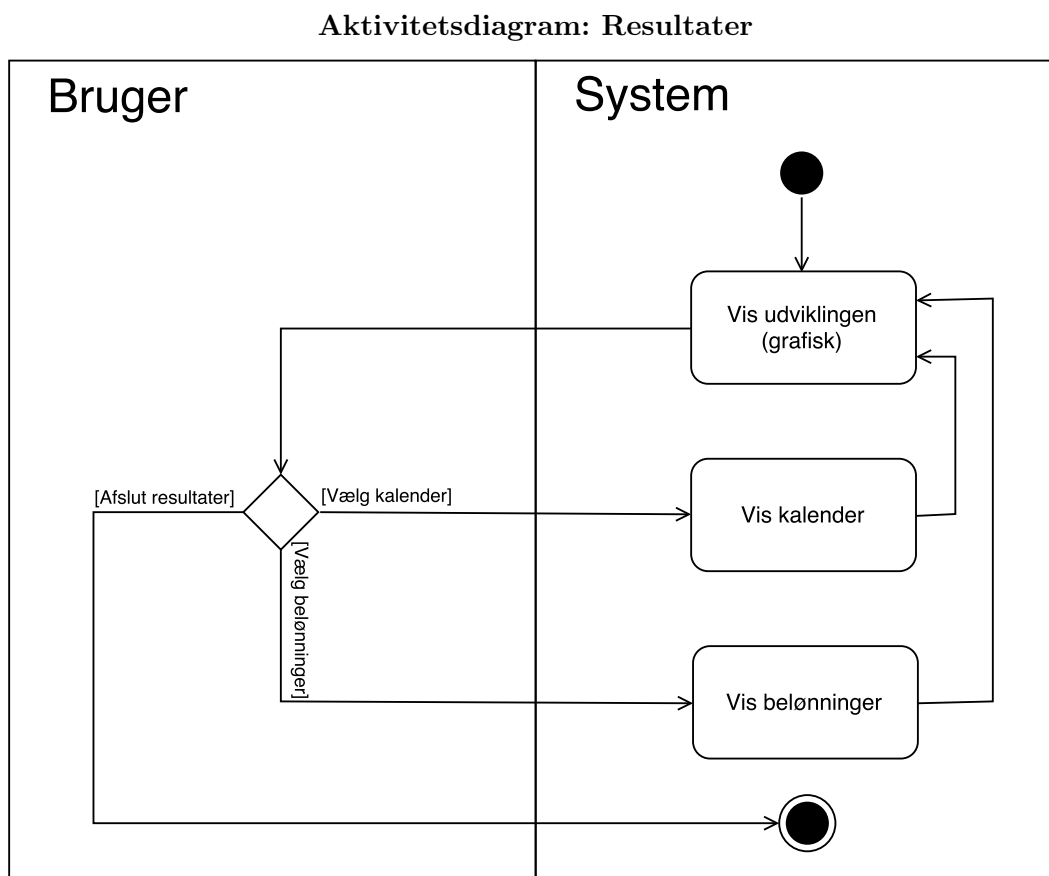 Aktivitetsdiagram: Resultater
Bruger
System
Vis udviklingen
(grafisk)
[Afslut resultater]
[Vælg kalender]
Vis kalender
[Vælg belønninger]
Vis belønninger